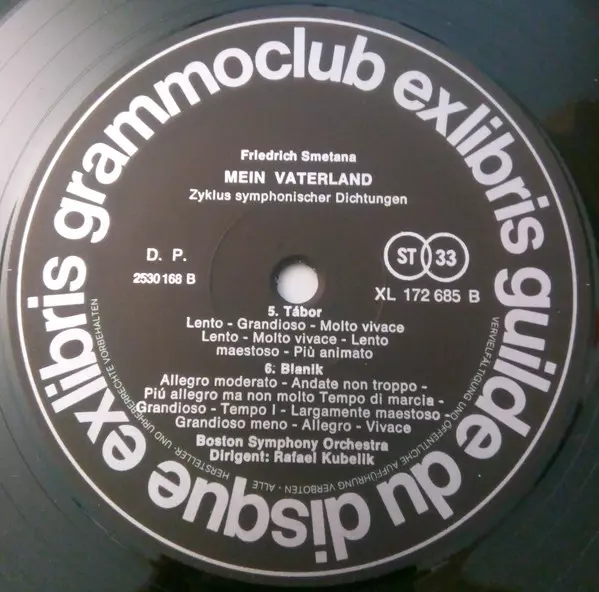 grammoclub exlibris guilde du disque exlibris
Friedrich Smetana
MEIN VATERLAND
Zyklus symphonischer Dichtungen
D. P.
2530 168 B
ST 33
XL 172 685 B
5. Tábor
Lento - Grandioso - Molto vivace
Lento - Molto vivace - Lento
maestoso - Più animato
6. Blanik
Allegro moderato - Andate non troppo -
Piú allegro ma non molto Tempo di marcia -
Grandioso - Tempo I - Largamente maestoso -
Grandioso meno - Allegro - Vivace
Boston Symphony Orchestra
Dirigent: Rafael Kubelik
VERVIELFÄLTIGUNG UND ÖFFENTLICHE AUFFÜHRUNG VERBOTEN · ALLE HERSTELLER- UND URHEBERRECHTE VORBEHALTEN